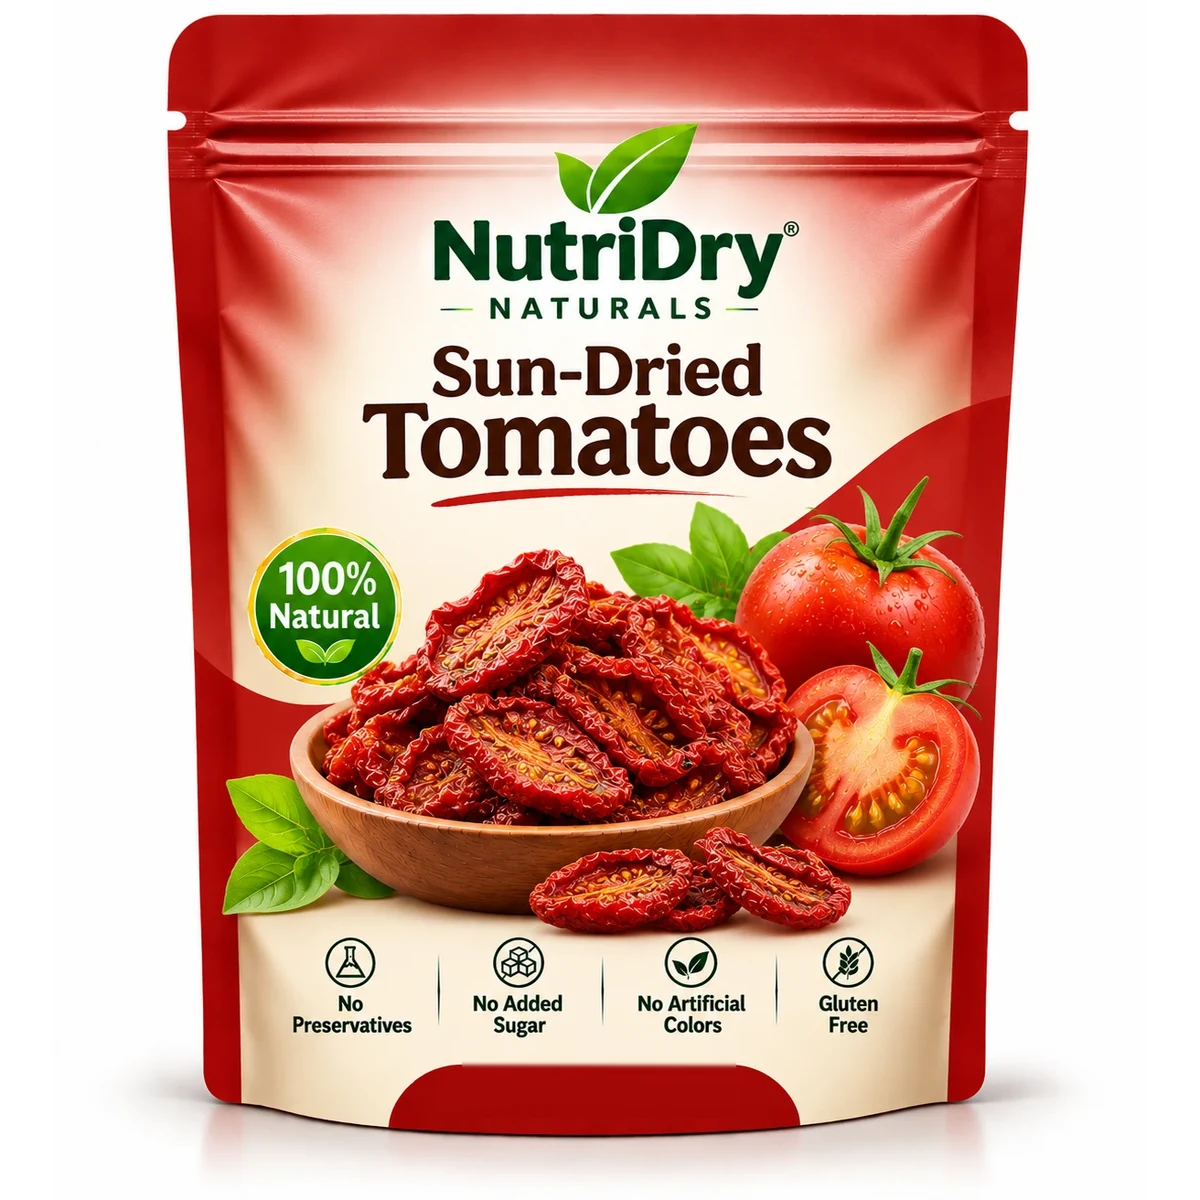 NutriDry®
NATURALS
Sun-Dried
Tomatoes
100%
Natural
No
Preservatives
No Added
Sugar
No Artificial
Colors
Gluten
Free